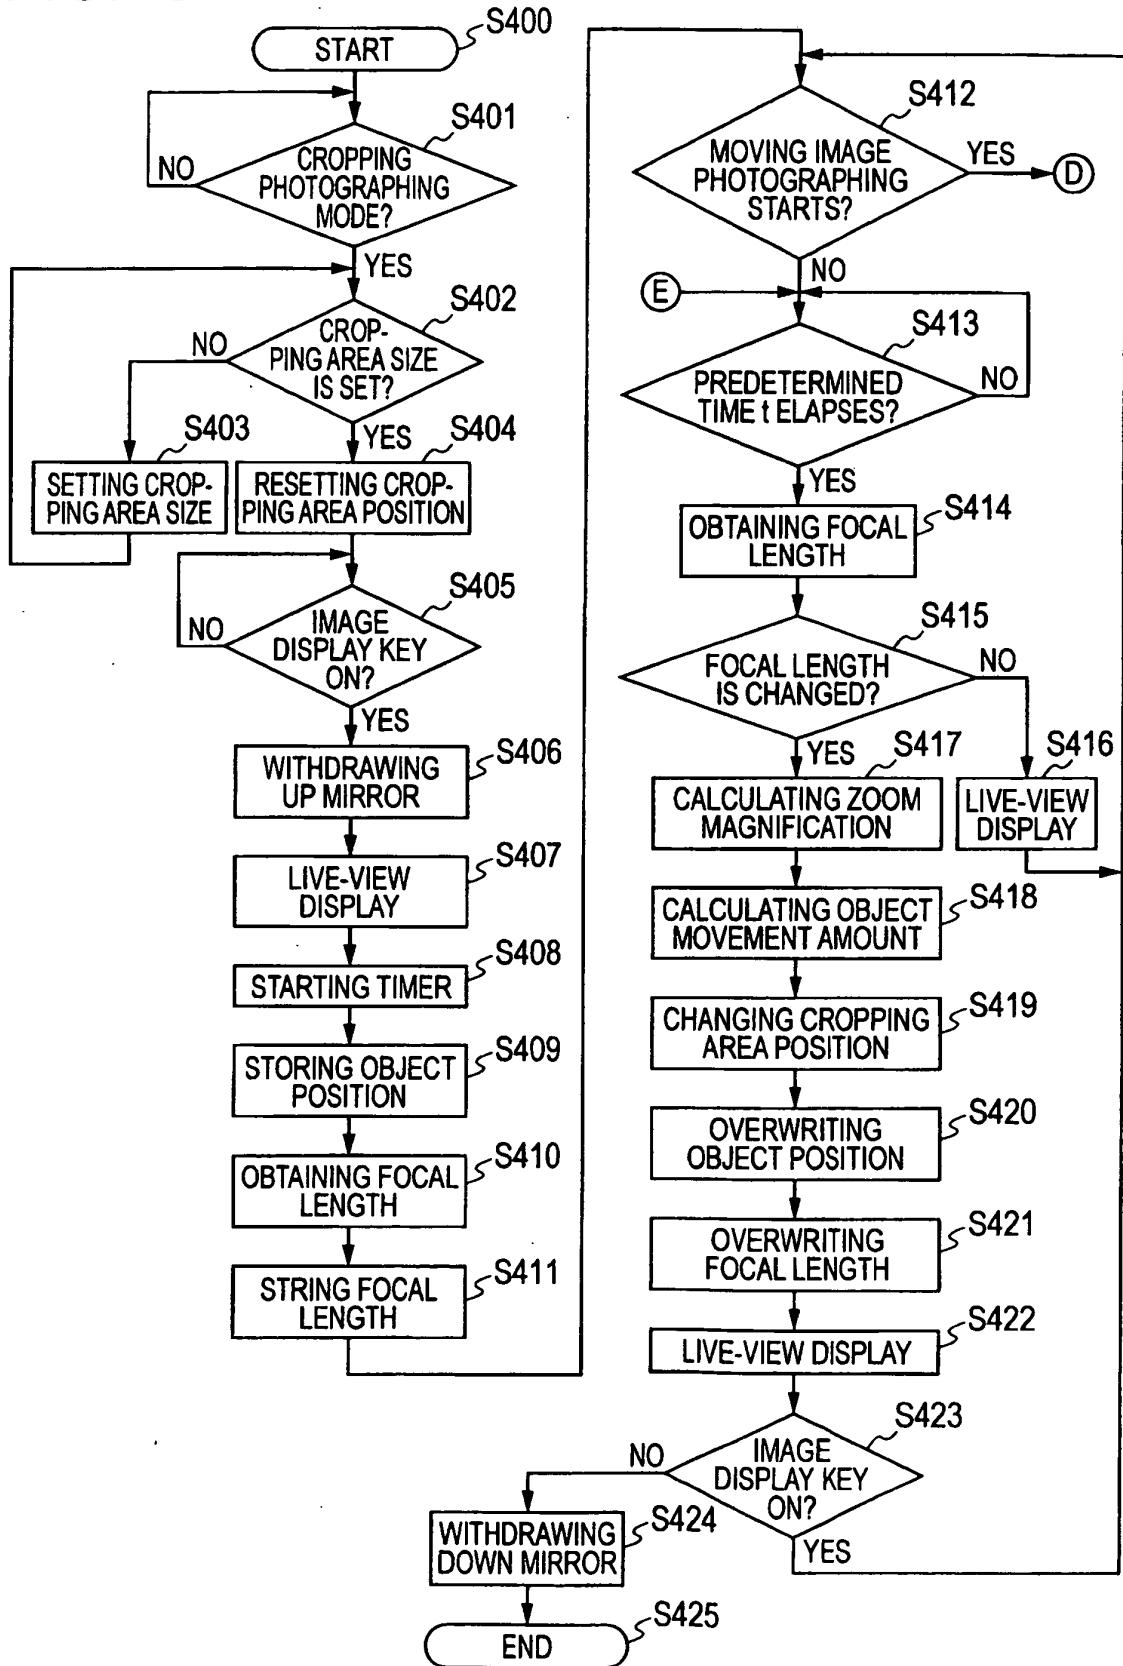 START
S400
S401
CROPPING
PHOTOGRAPHING
MODE?
NO
YES
S402
CROP-
PING AREA SIZE
IS SET?
NO
YES
S403
SETTING CROP-
PING AREA SIZE
S404
RESETTING CROP-
PING AREA POSITION
S405
IMAGE
DISPLAY KEY
ON?
NO
YES
S406
WITHDRAWING
UP MIRROR
S407
LIVE-VIEW
DISPLAY
S408
STARTING TIMER
S409
STORING OBJECT
POSITION
S410
OBTAINING FOCAL
LENGTH
S411
STRING FOCAL
LENGTH
S412
MOVING IMAGE
PHOTOGRAPHING
STARTS?
YES
D
NO
E
S413
PREDETERMINED
TIME t ELAPSES?
NO
YES
S414
OBTAINING FOCAL
LENGTH
S415
FOCAL LENGTH
IS CHANGED?
NO
YES
S416
LIVE-VIEW
DISPLAY
S417
CALCULATING ZOOM
MAGNIFICATION
S418
CALCULATING OBJECT
MOVEMENT AMOUNT
S419
CHANGING CROPPING
AREA POSITION
S420
OVERWRITING
OBJECT POSITION
S421
OVERWRITING
FOCAL LENGTH
S422
LIVE-VIEW DISPLAY
S423
IMAGE
DISPLAY KEY
ON?
NO
YES
S424
WITHDRAWING
DOWN MIRROR
S425
END